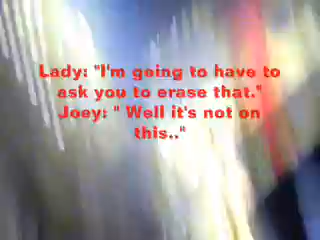 Lady: "I'm going to have to
ask you to erase that."
Joey: " Well it's not on
this.."